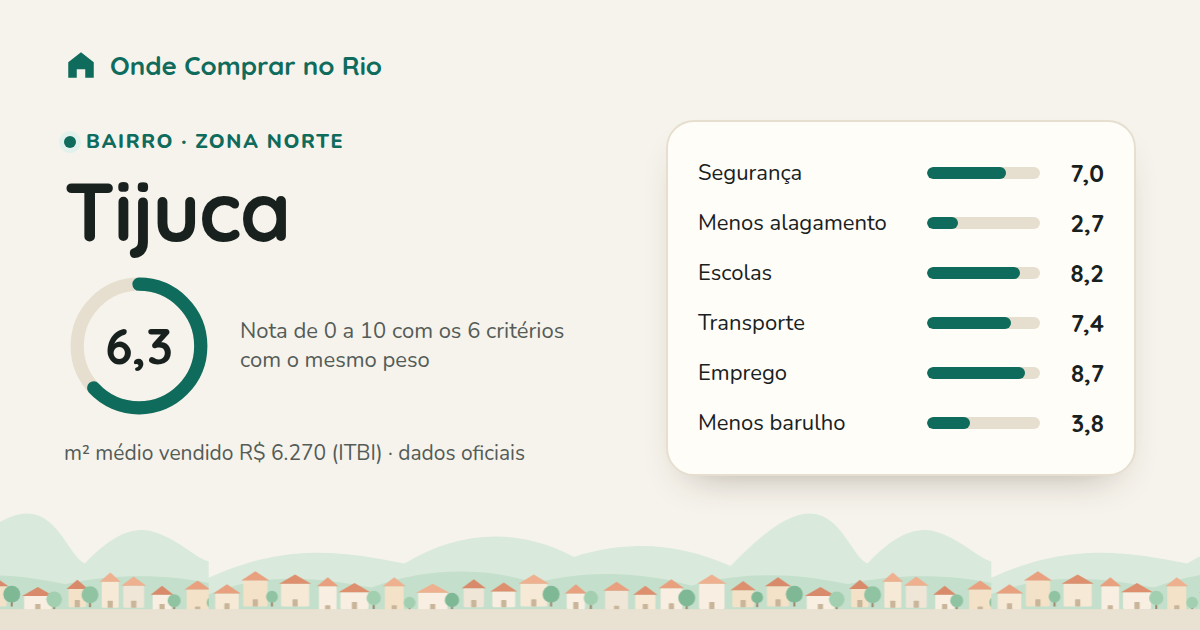 Onde Comprar no Rio
BAIRRO · ZONA NORTE
Tijuca
6,3
Nota de 0 a 10 com os 6 critérios
com o mesmo peso
m² médio vendido R$ 6.270 (ITBI) · dados oficiais
Segurança 7,0
Menos alagamento 2,7
Escolas 8,2
Transporte 7,4
Emprego 8,7
Menos barulho 3,8